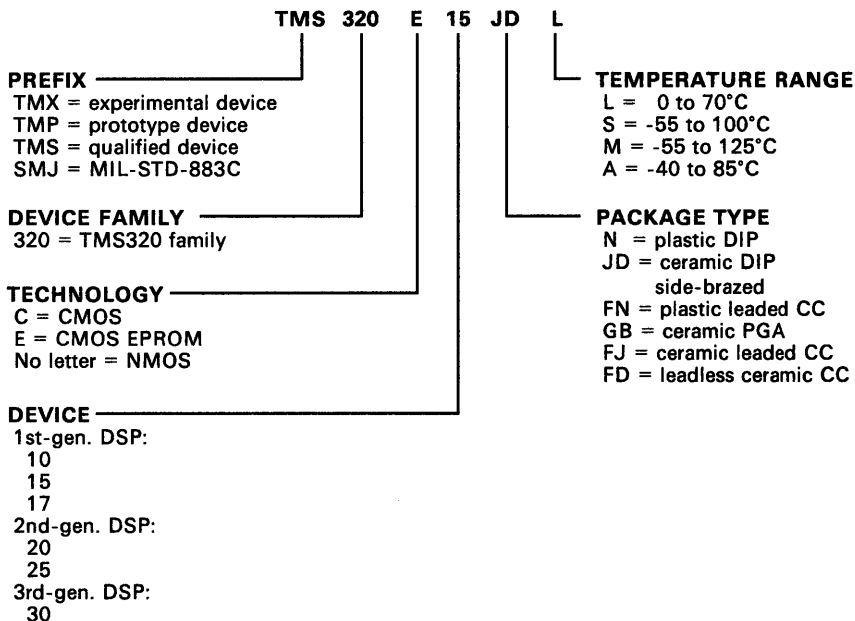 TMS 320 E 15 JD L
PREFIX
TMX = experimental device
TMP = prototype device
TMS = qualified device
SMJ = MIL-STD-883C
DEVICE FAMILY
320 = TMS320 family
TECHNOLOGY
C = CMOS
E = CMOS EPROM
No letter = NMOS
DEVICE
1st-gen. DSP:
10
15
17
2nd-gen. DSP:
20
25
3rd-gen. DSP:
30
TEMPERATURE RANGE
L = 0 to 70°C
S = -55 to 100°C
M = -55 to 125°C
A = -40 to 85°C
PACKAGE TYPE
N = plastic DIP
JD = ceramic DIP
side-brazed
FN = plastic leaded CC
GB = ceramic PGA
FJ = ceramic leaded CC
FD = leadless ceramic CC